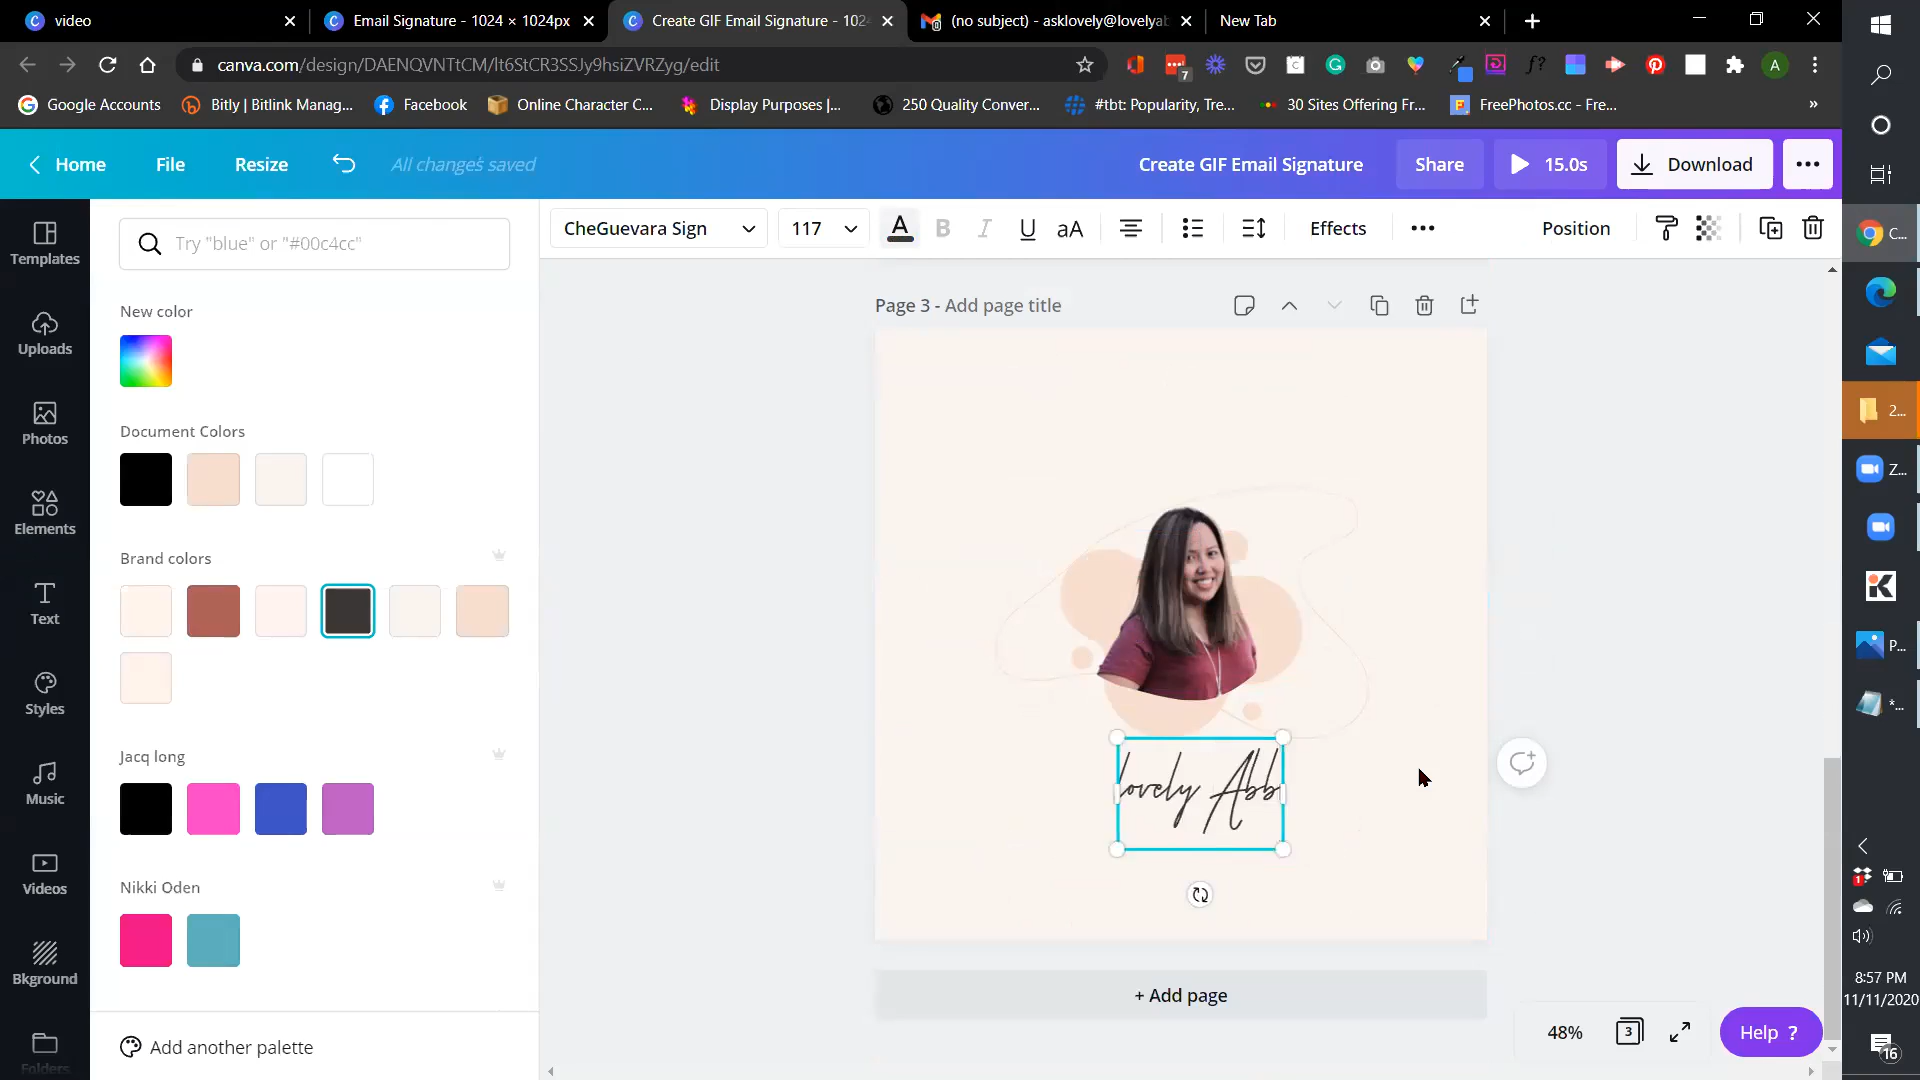 video
Email Signature - 1024 × 1024px
Create GIF Email Signature - 102
(no subject) - asklovely@lovelyab
New Tab
canva.com/design/DAENQVNTtCM/lt6StCR3SSJy9hsiZVRZyg/edit
7
A
Google Accounts
Bitly | Bitlink Manag...
Facebook
Online Character C...
Display Purposes |...
250 Quality Conver...
#tbt: Popularity, Tre...
30 Sites Offering Fr...
FreePhotos.cc - Fre...
»
Home
File
Resize
All changes saved
Create GIF Email Signature
Share
15.0s
Download
Templates
Uploads
Photos
Elements
Text
Styles
Music
Videos
Bkground
Folders
Try "blue" or "#00c4cc"
New color
Document Colors
Brand colors
Jacq long
Nikki Oden
Add another palette
CheGuevara Sign
117
A
B
I
U
aA
Effects
Position
Page 3 - Add page title
lovely Abb
+ Add page
48%
3
Help ?
C...
2...
Z...
P...
*...
1
8:57 PM
11/11/2020
16